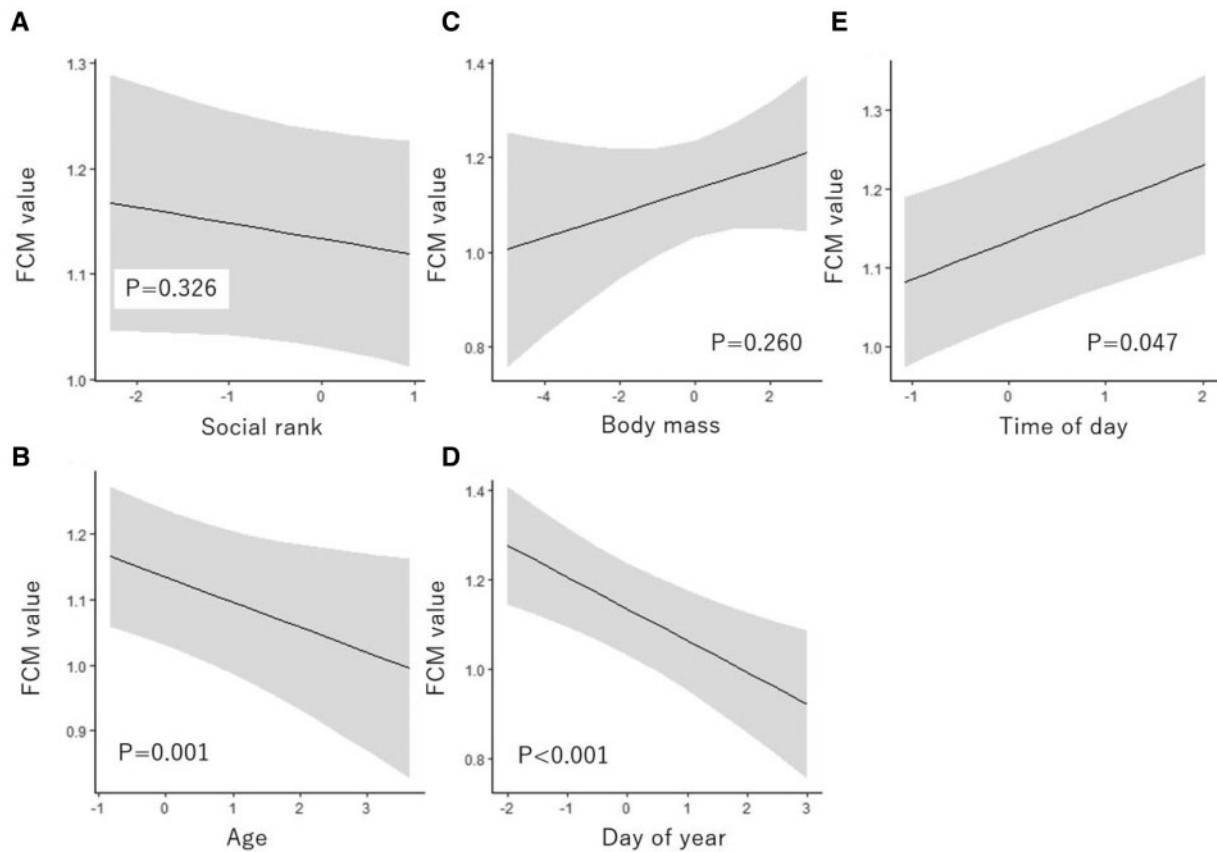 A
1.3
1.2
1.1
1.0
FCM value
P=0.326
-2 -1 0 1
Social rank
C
1.4
1.2
1.0
0.8
FCM value
P=0.260
-4 -2 0 2
Body mass
E
1.3
1.2
1.1
1.0
FCM value
P=0.047
-1 0 1 2
Time of day
B
1.2
1.1
1.0
0.9
FCM value
P=0.001
-1 0 1 2 3
Age
D
1.4
1.2
1.0
0.8
FCM value
P<0.001
-2 -1 0 1 2 3
Day of year